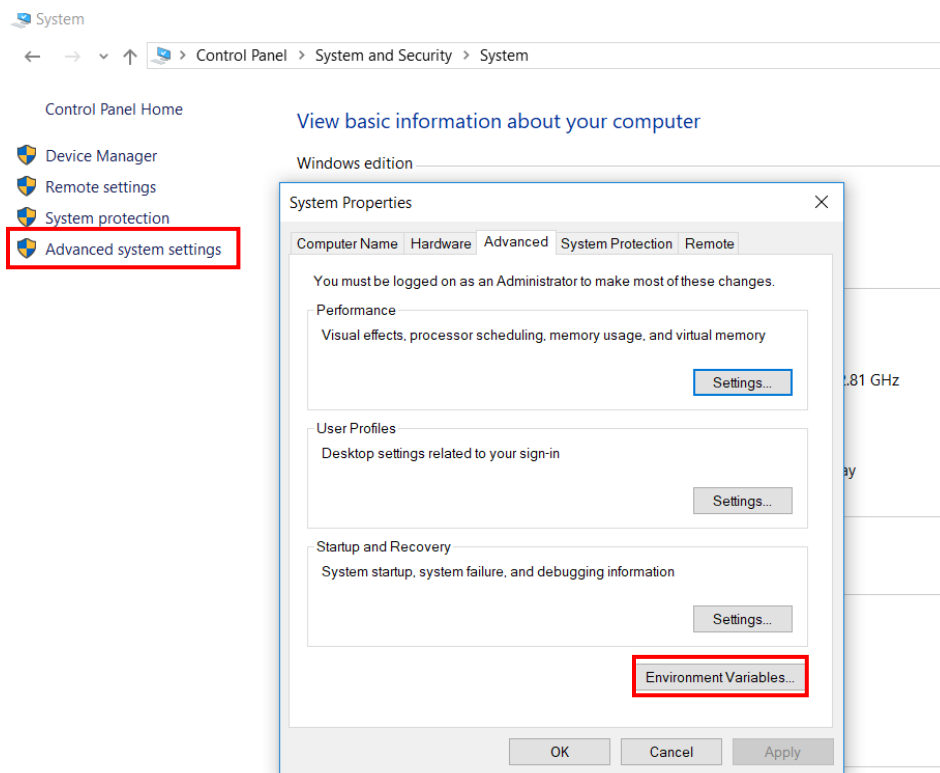 System
Control Panel > System and Security > System
Control Panel Home
Device Manager
Remote settings
System protection
Advanced system settings
View basic information about your computer
Windows edition
System Properties
Computer Name Hardware Advanced System Protection Remote
You must be logged on as an Administrator to make most of these changes.
Performance
Visual effects, processor scheduling, memory usage, and virtual memory
Settings...
User Profiles
Desktop settings related to your sign-in
Settings...
Startup and Recovery
System startup, system failure, and debugging information
Settings...
Environment Variables...
OK Cancel Apply
.81 GHz
ay